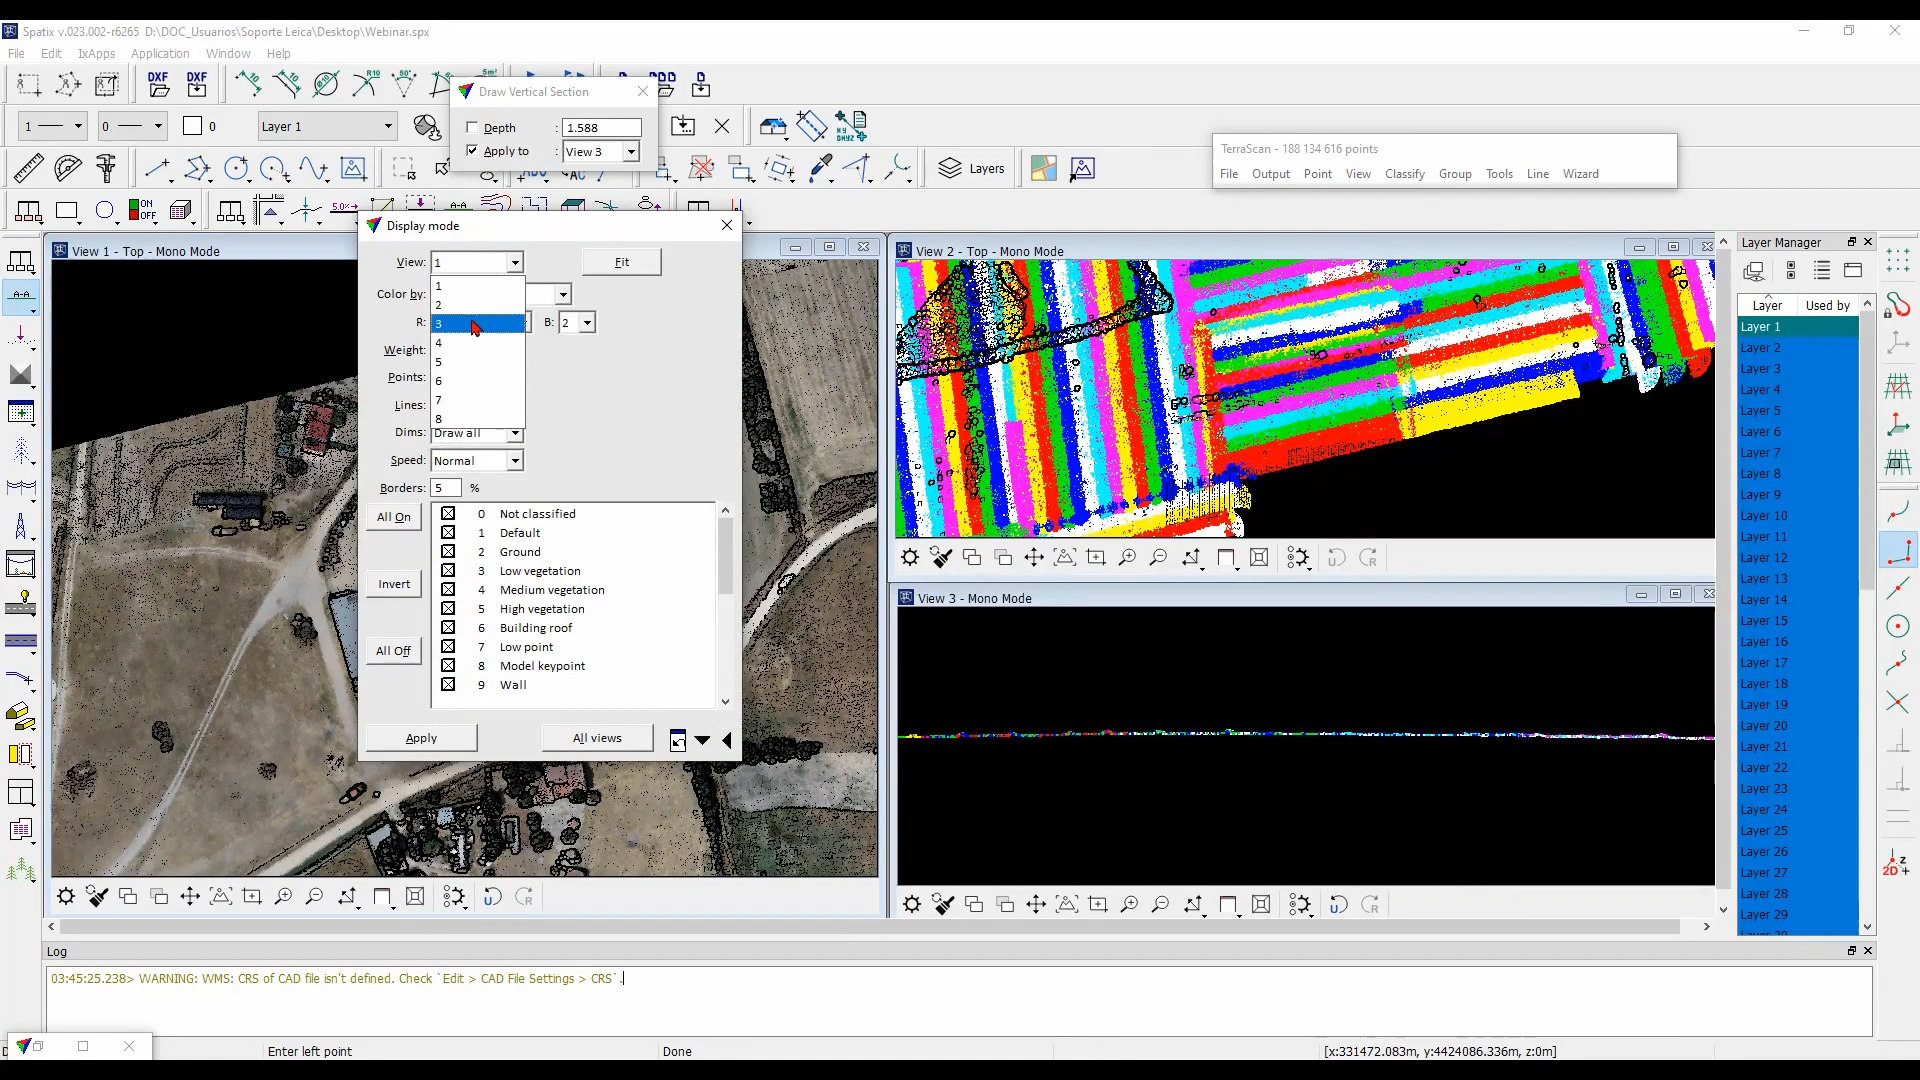 Spatix v.023.002-r6265 D:\DOC_Usuarios\Soporte Leica\Desktop\Webinar.spx
File Edit IxApps Application Window Help
DXF DXF
Draw Vertical Section
Depth : 1.588
Apply to : View 3
1 0 0 Layer 1
Layers
ON
OFF
TerraScan - 188 134 616 points
File Output Point View Classify Group Tools Line Wizard
Display mode
View: 1 Fit
1
Color by:
2
R: 3 B: 2
4
Weight:
5
Points:
6
7
Lines:
8
Dims: Draw all
Speed: Normal
Borders: 5 %
All On
Invert
All Off
0 Not classified
1 Default
2 Ground
3 Low vegetation
4 Medium vegetation
5 High vegetation
6 Building roof
7 Low point
8 Model keypoint
9 Wall
Apply All views
View 1 - Top - Mono Mode
View 2 - Top - Mono Mode
View 3 - Mono Mode
Layer Manager
Layer Used by
Layer 1
Layer 2
Layer 3
Layer 4
Layer 5
Layer 6
Layer 7
Layer 8
Layer 9
Layer 10
Layer 11
Layer 12
Layer 13
Layer 14
Layer 15
Layer 16
Layer 17
Layer 18
Layer 19
Layer 20
Layer 21
Layer 22
Layer 23
Layer 24
Layer 25
Layer 26
Layer 27
Layer 28
Layer 29
2D
Log
03:45:25.238> WARNING: WMS: CRS of CAD file isn't defined. Check `Edit > CAD File Settings > CRS`.
Enter left point Done [x:331472.083m, y:4424086.336m, z:0m]